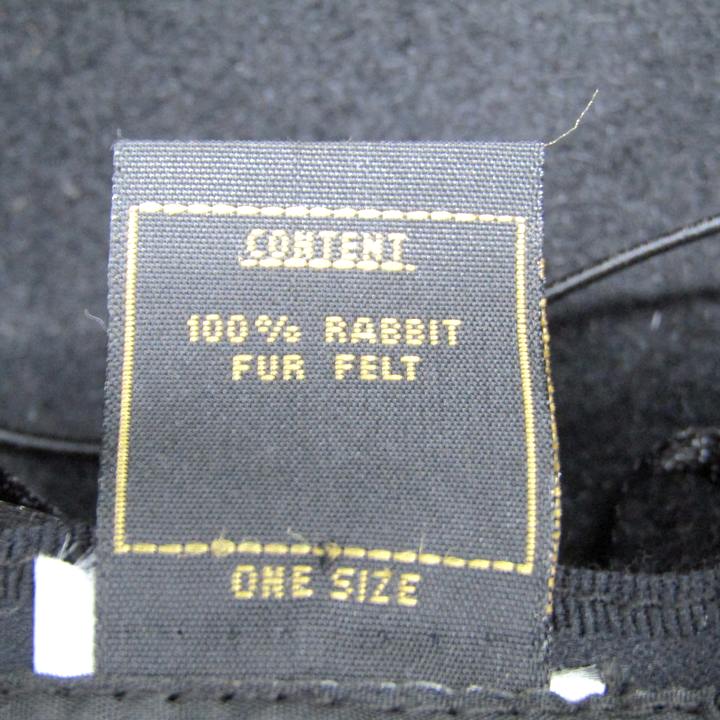 CONTENT
100% RABBIT
FUR FELT
ONE SIZE